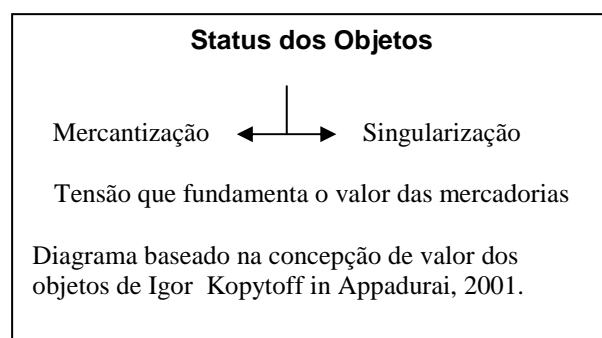 Status dos Objetos
Mercantização Singularização
Tensão que fundamenta o valor das mercadorias
Diagrama baseado na concepção de valor dos
objetos de Igor Kopytoff in Appadurai, 2001.